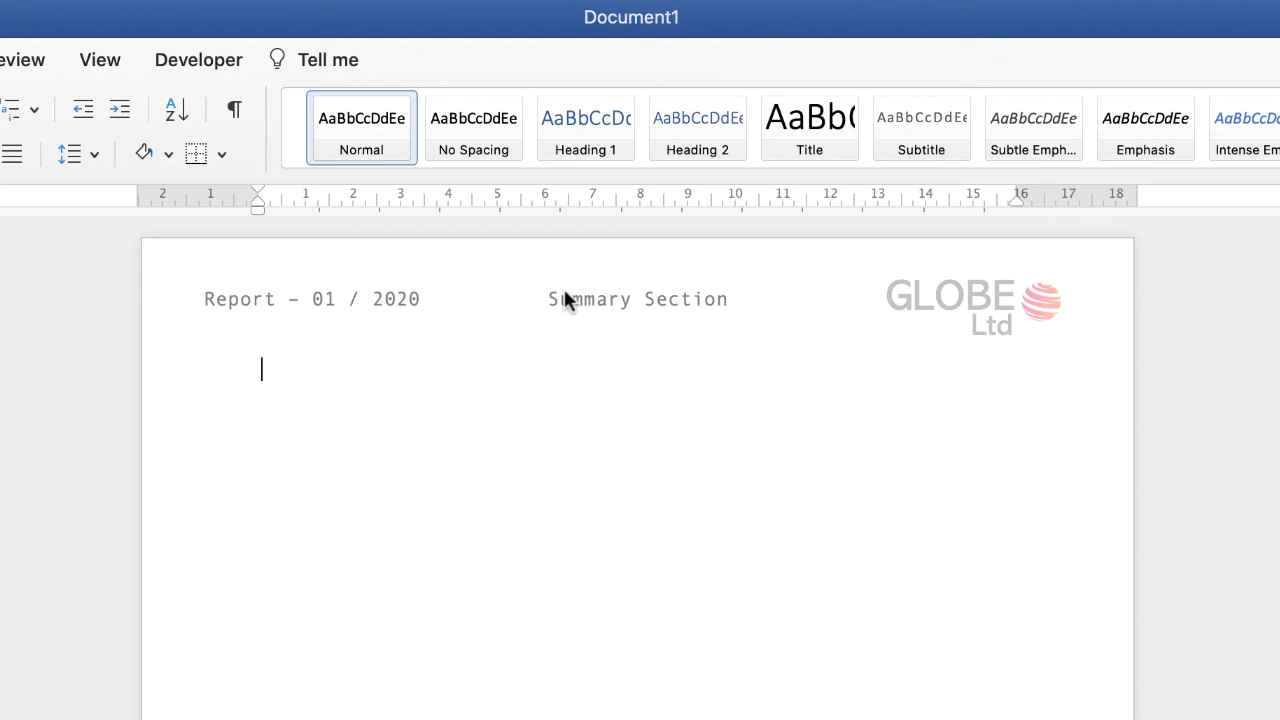 Document1
eview View Developer Tell me
AaBbCcDdEe AaBbCcDdEe AaBbCcDc AaBbCcDdEe AaBb( AaBbCcDdEe AaBbCcDdEe AaBbCcDdEe AaBbCcDc
Normal No Spacing Heading 1 Heading 2 Title Subtitle Subtle Emph... Emphasis Intense Em
2 1 1 2 3 4 5 6 7 8 9 10 11 12 13 14 15 16 17 18
Report – 01 / 2020 Summary Section GLOBE
Ltd